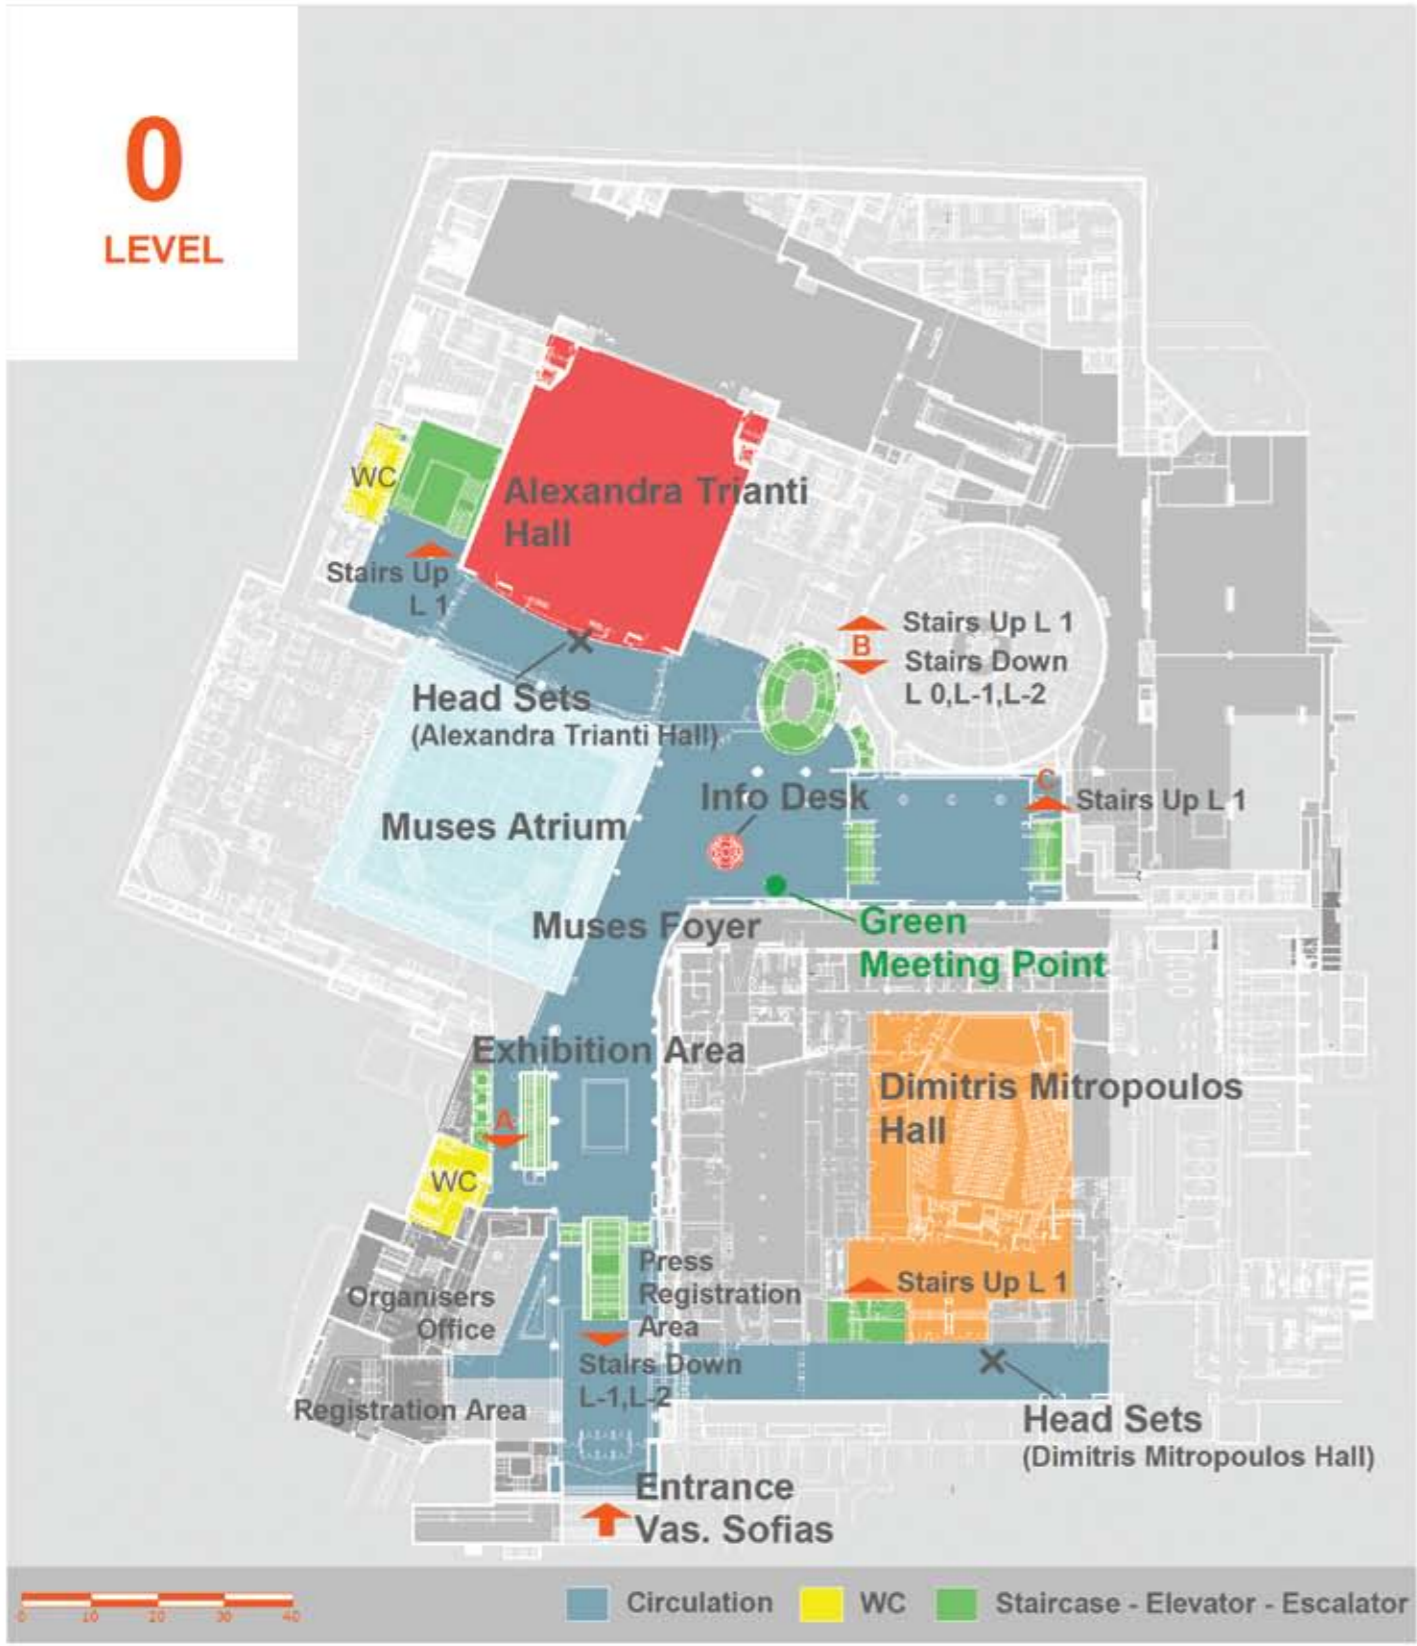 0
LEVEL
WC
Alexandra Trianti
Hall
Stairs Up
L 1
B
Stairs Up L 1
Stairs Down
L 0,L-1,L-2
Head Sets
(Alexandra Trianti Hall)
Info Desk
C
Stairs Up L 1
Muses Atrium
Muses Foyer
Green
Meeting Point
Exhibition Area
Dimitris Mitropoulos
Hall
A
WC
Press
Registration
Area
Stairs Up L 1
Organisers
Office
Stairs Down
L-1,L-2
Registration Area
Head Sets
(Dimitris Mitropoulos Hall)
Entrance
Vas. Sofias
0 10 20 30 40
Circulation
WC
Staircase - Elevator - Escalator